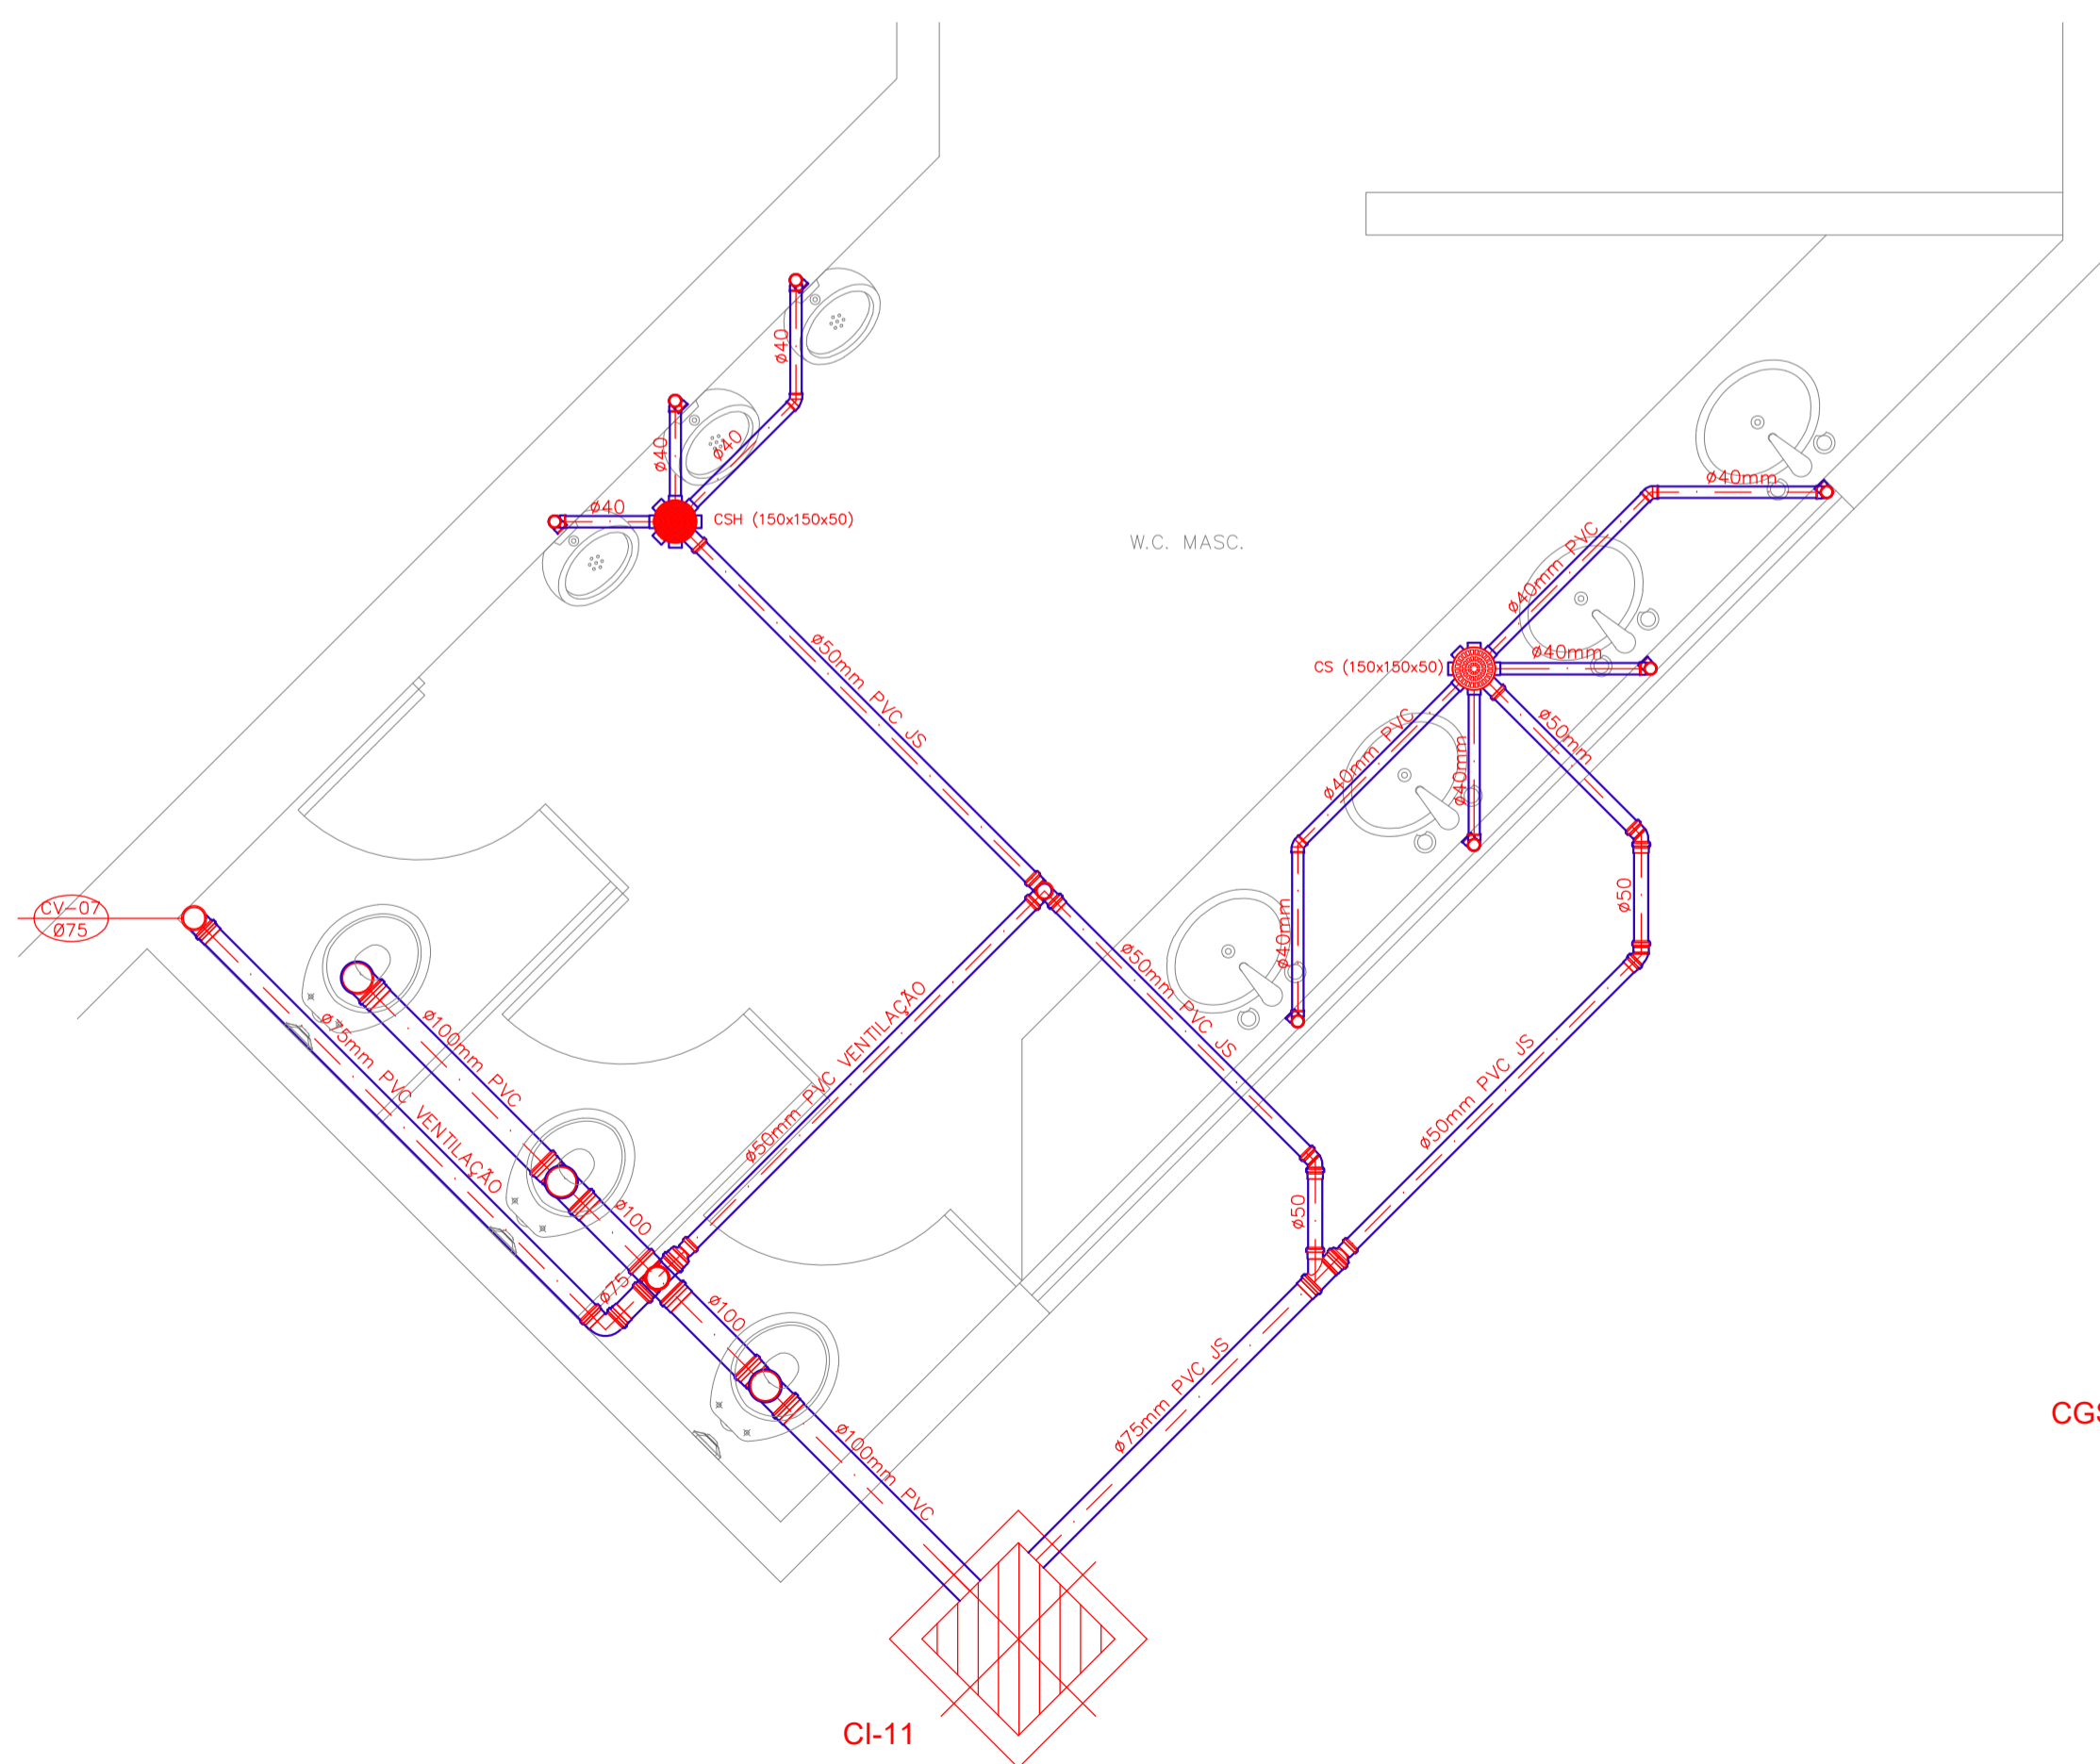 ø40
ø40
ø40
ø40
CSH (150x150x50)
W.C. MASC.
ø40mm
ø40mm PVC
ø40mm
CS (150x150x50)
ø50mm PVC JS
ø40mm PVC
ø40mm
ø50mm
ø50
ø40mm
CV-07
Ø75
ø75mm PVC VENTILAÇÃO
ø100mm PVC
ø50mm PVC VENTILAÇÃO
ø50mm PVC JS
ø50mm PVC JS
ø50
ø100
ø75
ø100
ø75mm PVC JS
ø100mm PVC
CGS
CI-11